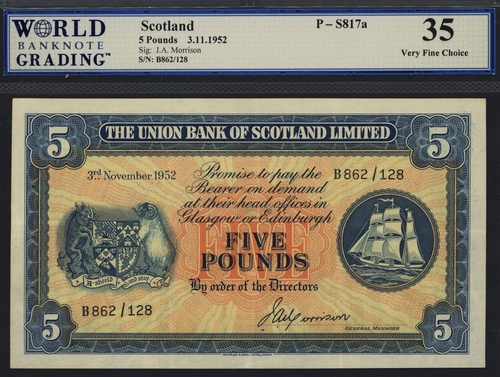 WORLD
BANKNOTE
GRADING™
Scotland
5 Pounds 3.11.1952
Sig: J.A. Morrison
S/N: B862/128
P – S817a
35
Very Fine Choice
5 5
THE UNION BANK OF SCOTLAND LIMITED
3rd November 1952
Promise to pay the
Bearer on demand
at their head offices in
Glasgow or Edinburgh
B862/128
FIVE
FIVE
POUNDS
By order of the Directors
B862/128
J.A. Morrison
GENERAL MANAGER
5 5